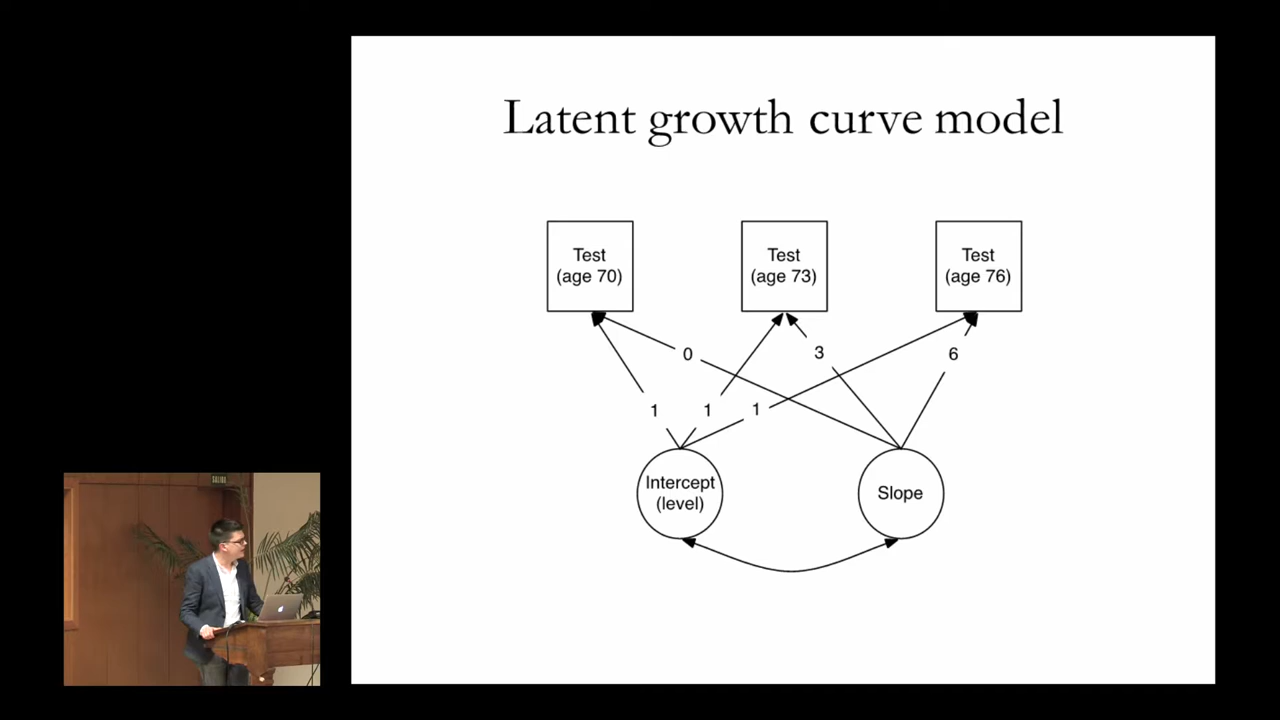 Latent growth curve model
Test
(age 70)
Test
(age 73)
Test
(age 76)
0
3
6
1
1
1
Intercept
(level)
Slope
SALIDA